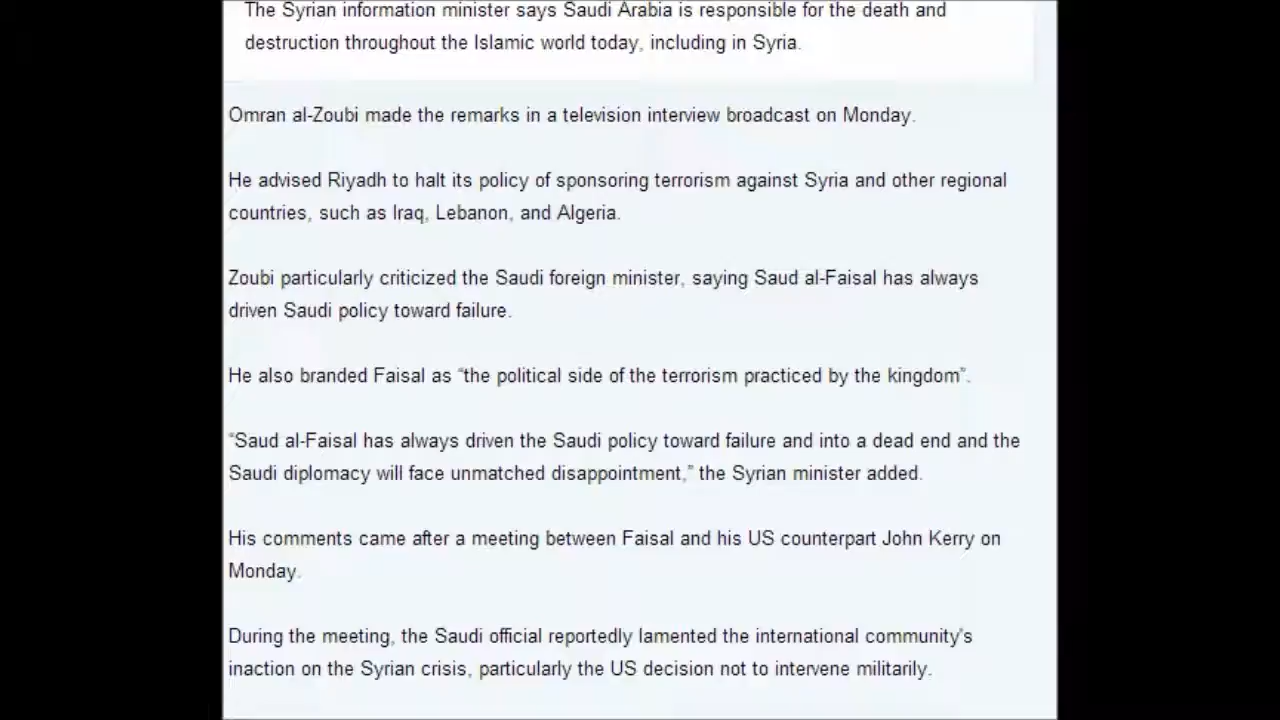 The Syrian information minister says Saudi Arabia is responsible for the death and
destruction throughout the Islamic world today, including in Syria.
Omran al-Zoubi made the remarks in a television interview broadcast on Monday.
He advised Riyadh to halt its policy of sponsoring terrorism against Syria and other regional
countries, such as Iraq, Lebanon, and Algeria.
Zoubi particularly criticized the Saudi foreign minister, saying Saud al-Faisal has always
driven Saudi policy toward failure.
He also branded Faisal as “the political side of the terrorism practiced by the kingdom”.
“Saud al-Faisal has always driven the Saudi policy toward failure and into a dead end and the
Saudi diplomacy will face unmatched disappointment,” the Syrian minister added.
His comments came after a meeting between Faisal and his US counterpart John Kerry on
Monday.
During the meeting, the Saudi official reportedly lamented the international community’s
inaction on the Syrian crisis, particularly the US decision not to intervene militarily.